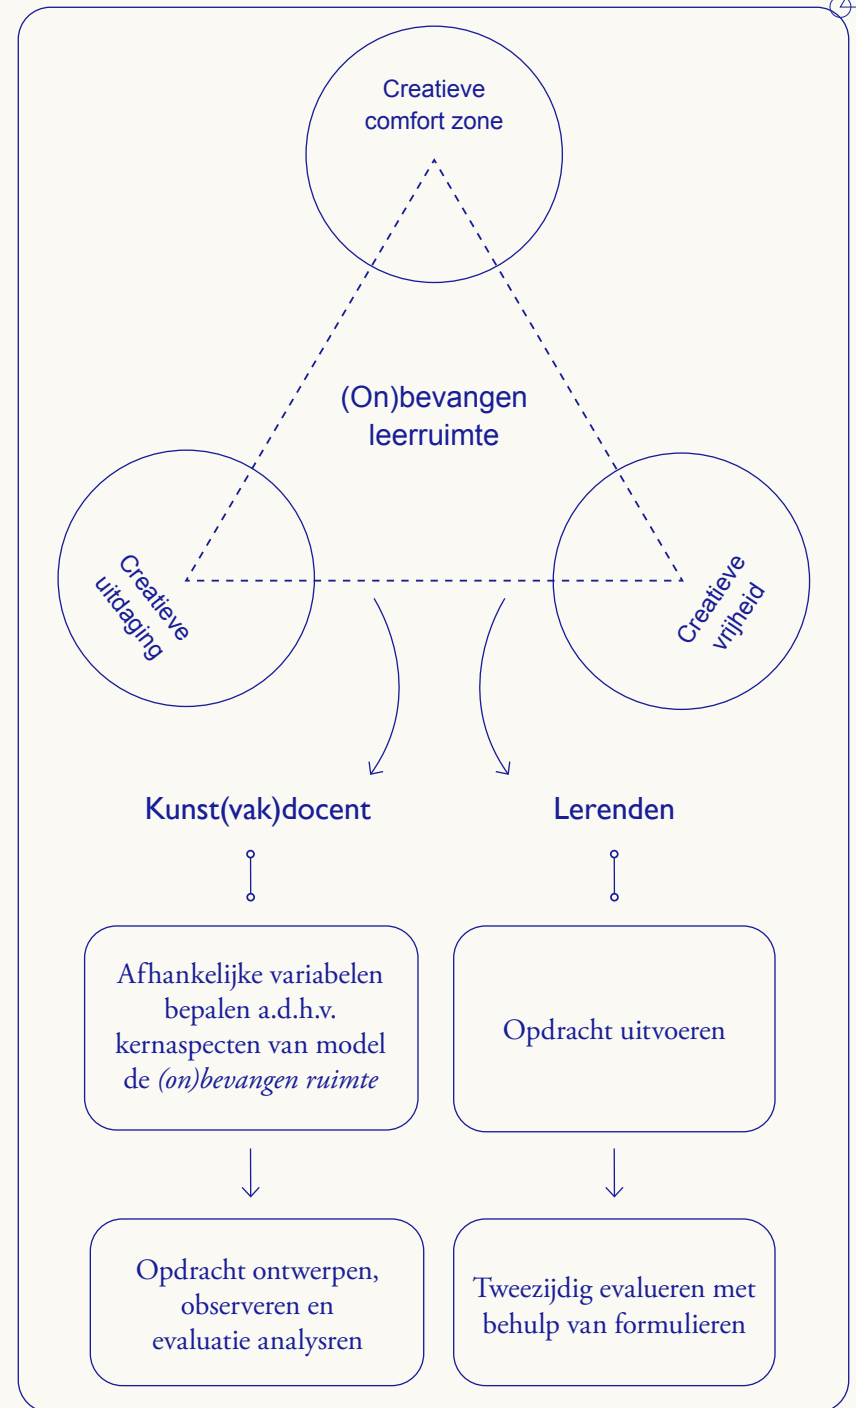 Creatieve
comfort zone
(On)bevangen
leerruimte
Creatieve
uitdaging
Creatieve
vrijheid
Kunst(vak)docent
Lerenden
Afhankelijke variabelen
bepalen a.d.h.v.
kernaspecten van model
de (on)bevangen ruimte
Opdracht uitvoeren
Opdracht ontwerpen,
observeren en
evaluatie analysren
Tweezijdig evalueren met
behulp van formulieren